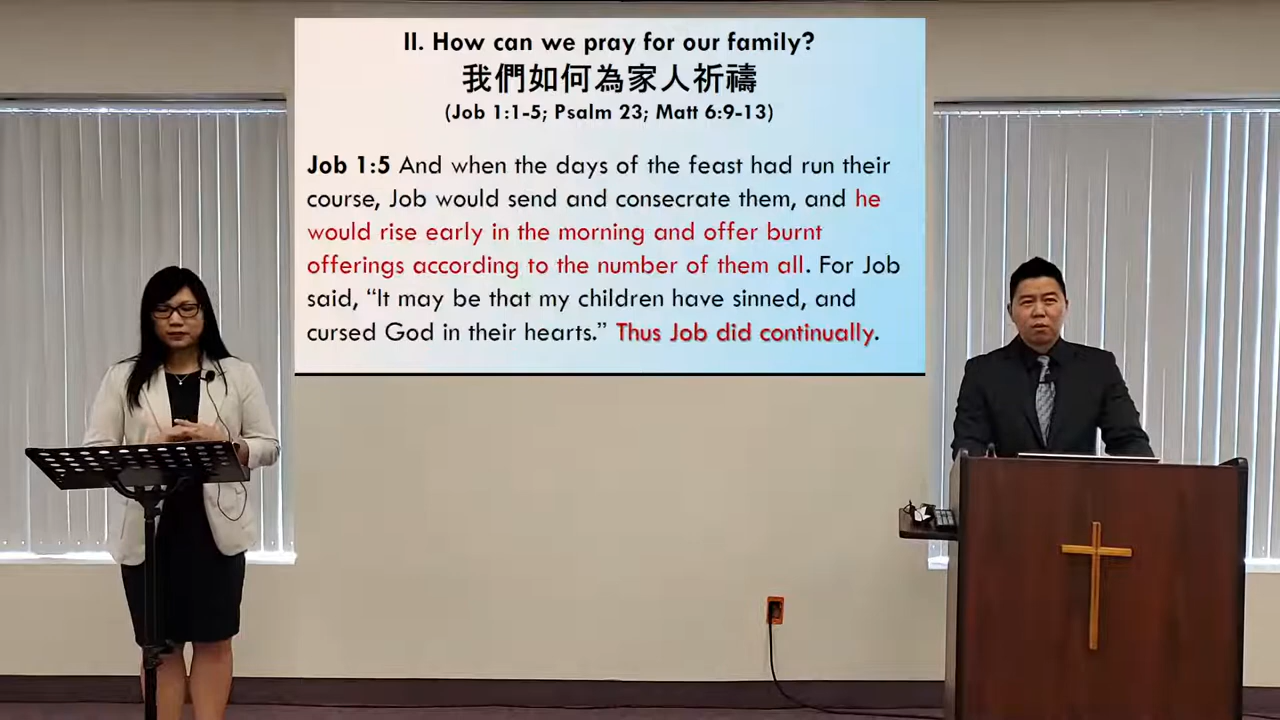 II. How can we pray for our family?
我們如何為家人祈禱
(Job 1:1-5; Psalm 23; Matt 6:9-13)
Job 1:5 And when the days of the feast had run their
course, Job would send and consecrate them, and he
would rise early in the morning and offer burnt
offerings according to the number of them all. For Job
said, “It may be that my children have sinned, and
cursed God in their hearts.” Thus Job did continually.